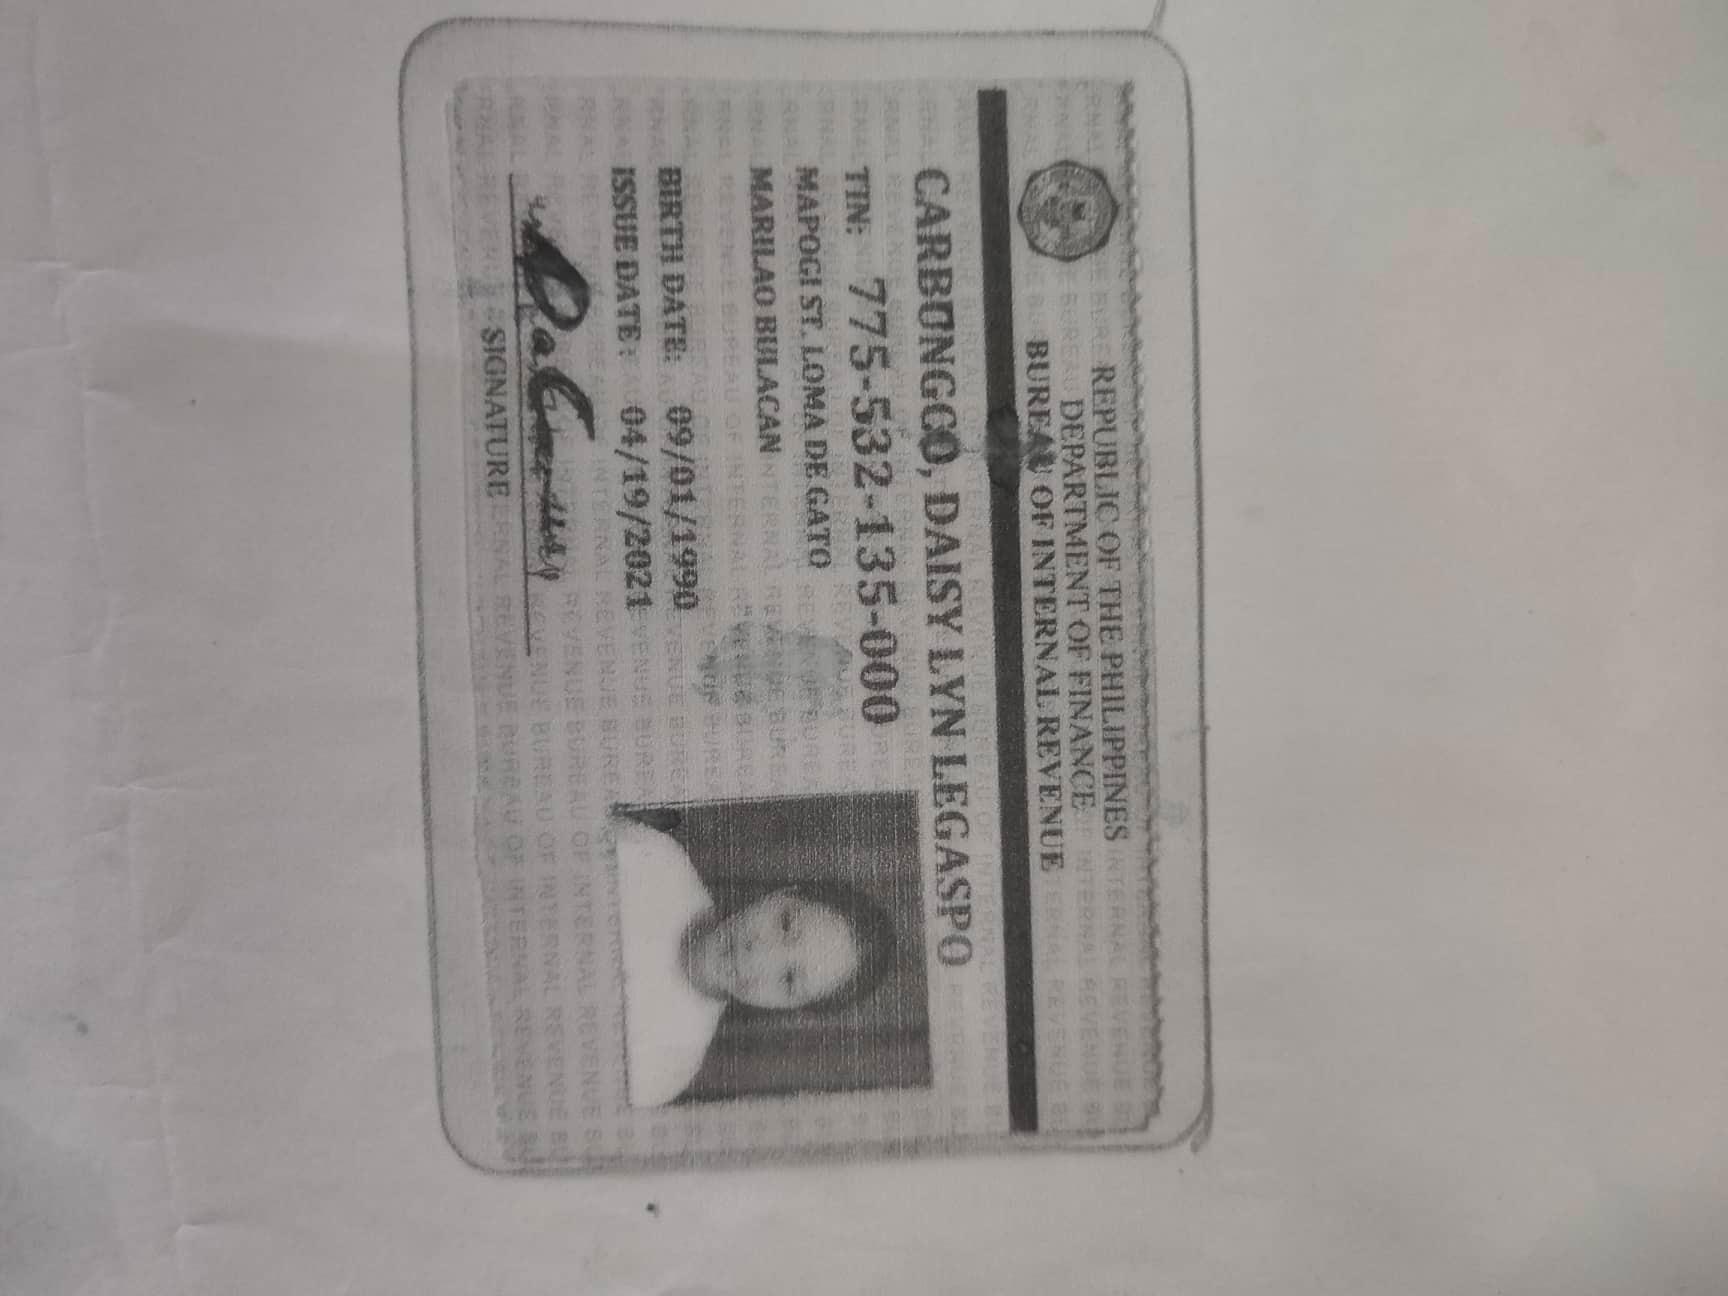 REPUBLIC OF THE PHILIPPINES
DEPARTMENT OF FINANCE
BUREAU OF INTERNAL REVENUE
CARBUNGCO, DAISY LYN LEGASPO
TIN: 775-532-135-000
MAPOGI ST. LOMA DE GATO
MARILAO BULACAN
BIRTH DATE: 09/01/1990
ISSUE DATE: 04/19/2021
SIGNATURE